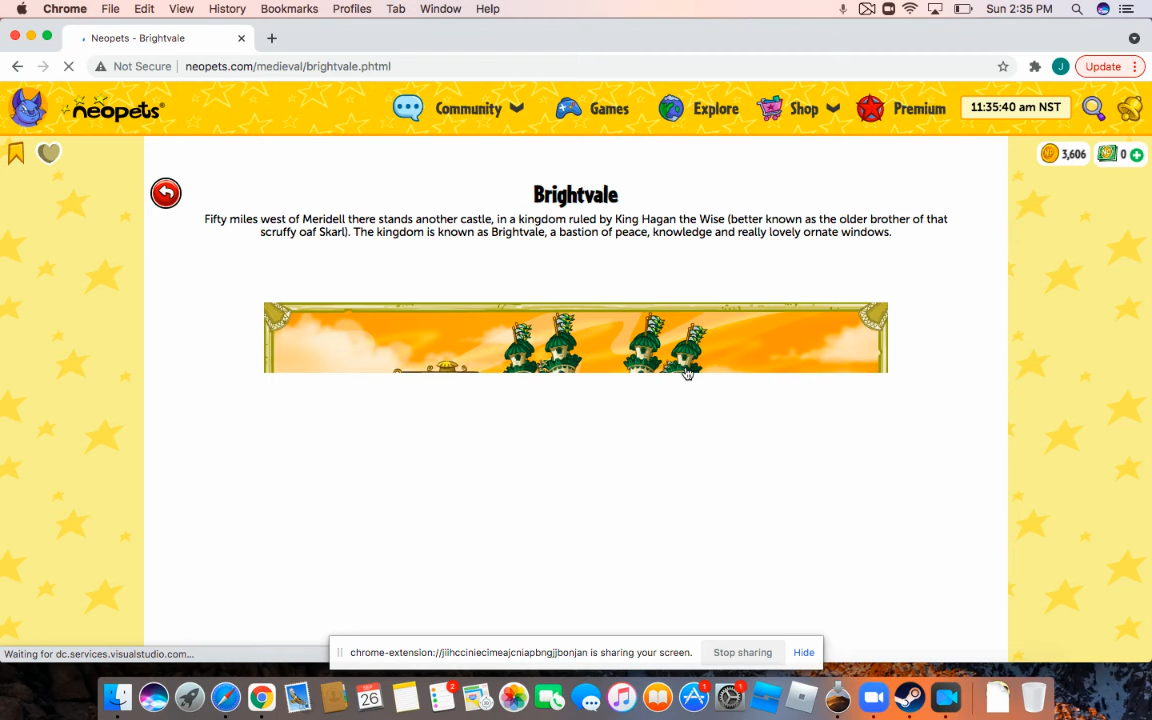 Chrome File Edit View History Bookmarks Profiles Tab Window Help Sun 2:35 PM
Neopets - Brightvale
Not Secure neopets.com/medieval/brightvale.phtml Update
J
neopets® Community Games Explore Shop Premium 11:35:40 am NST
NP 3,606 0
Brightvale
Fifty miles west of Meridell there stands another castle, in a kingdom ruled by King Hagan the Wise (better known as the older brother of that
scruffy oaf Skarl). The kingdom is known as Brightvale, a bastion of peace, knowledge and really lovely ornate windows.
Waiting for dc.services.visualstudio.com...
chrome-extension://jiihcciniecimeajcniapbngjjbonjan is sharing your screen. Stop sharing Hide
SEP
26
2
1
1